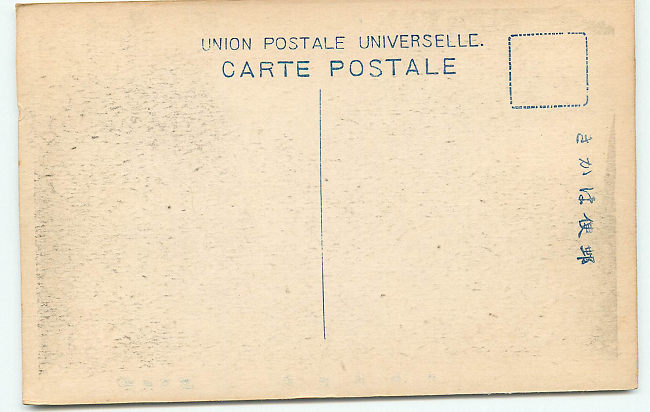 UNION POSTALE UNIVERSELLE.
CARTE POSTALE
郵便はかき